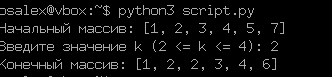 osalex@vbox:~$ python3 script.py
Начальный массив: [1, 2, 3, 4, 5, 7]
Введите значение k (2 <= k <= 4): 2
Конечный массив: [1, 2, 2, 3, 4, 6]